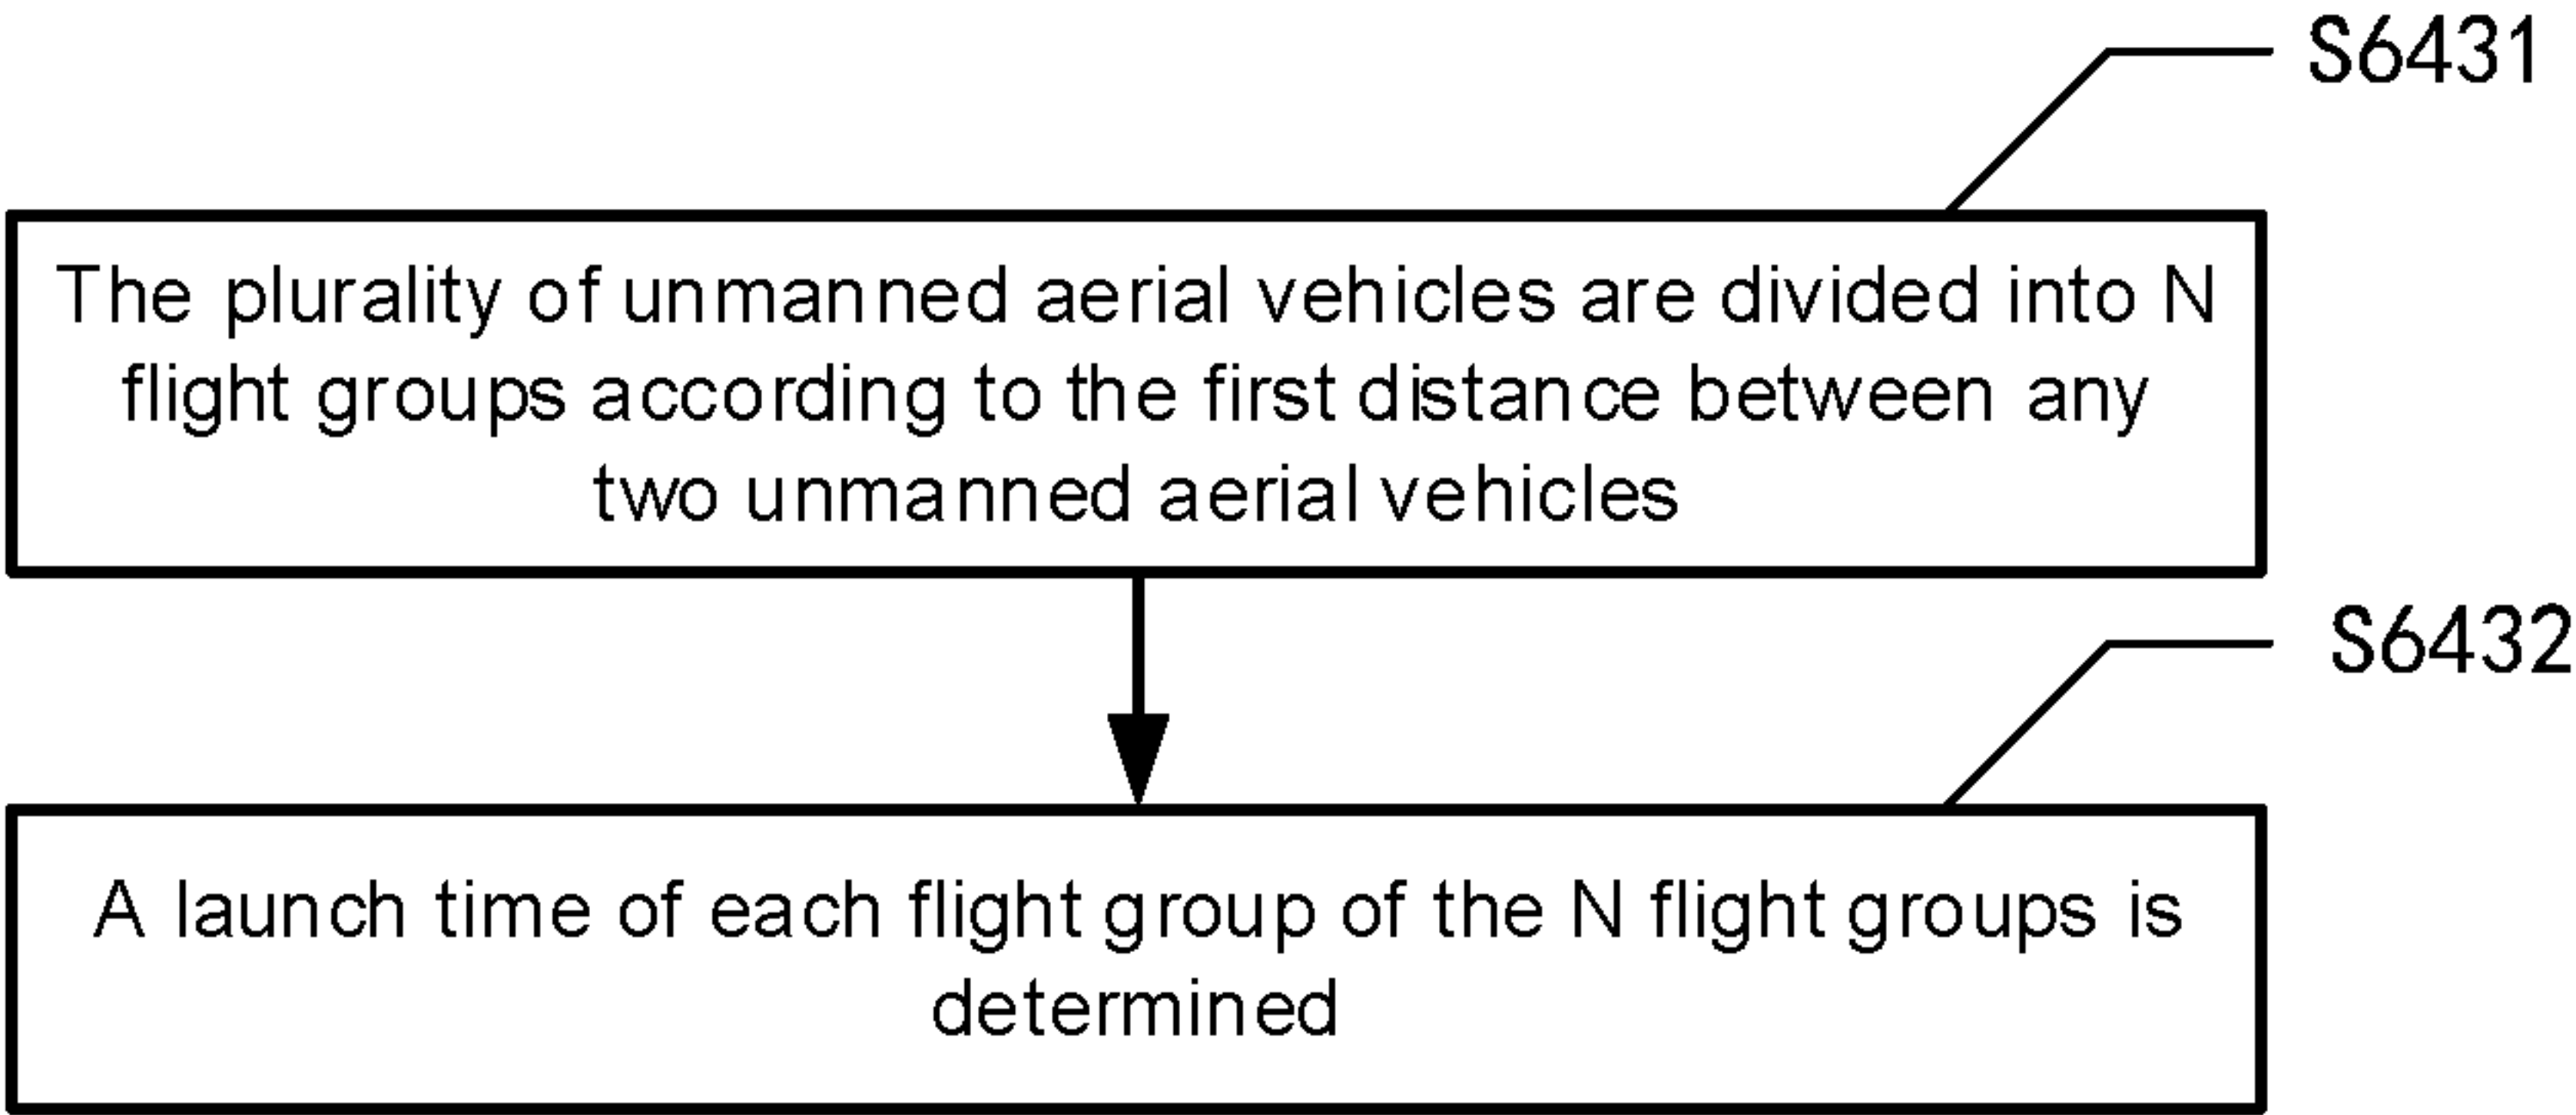 S6431
The plurality of unmanned aerial vehicles are divided into N
flight groups according to the first distance between any
two unmanned aerial vehicles
S6432
A launch time of each flight group of the N flight groups is
determined